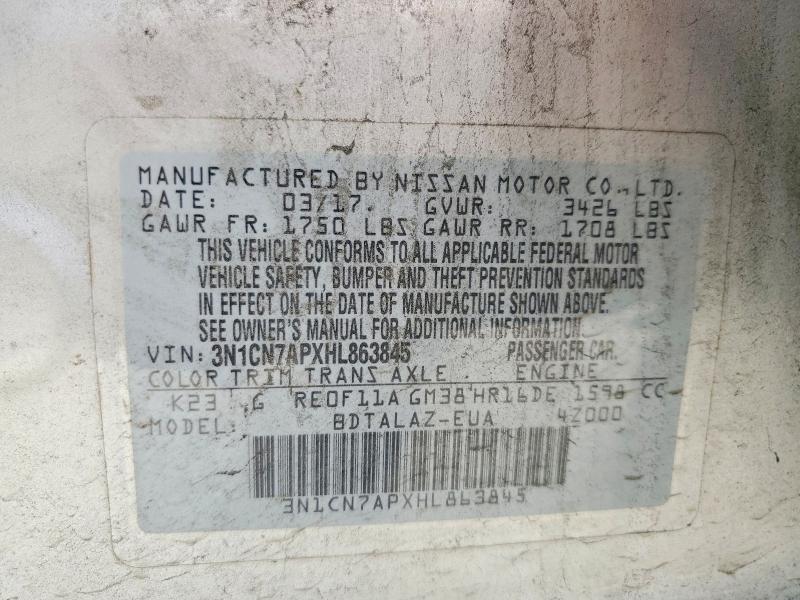 MANUFACTURED BY NISSAN MOTOR CO., LTD.
DATE: 03/17. GVWR: 3426 LBS
GAWR FR: 1750 LBS GAWR RR: 1708 LBS
THIS VEHICLE CONFORMS TO ALL APPLICABLE FEDERAL MOTOR
VEHICLE SAFETY, BUMPER AND THEFT PREVENTION STANDARDS
IN EFFECT ON THE DATE OF MANUFACTURE SHOWN ABOVE.
SEE OWNER'S MANUAL FOR ADDITIONAL INFORMATION.
VIN: 3N1CN7APXHL863845 PASSENGER CAR.
COLOR TRIM TRANS AXLE ENGINE
K23 G RE0F11A GM38 HR16DE 1598 CC
MODEL: BDTALAZ-EUA 4Z000
3N1CN7APXHL863845